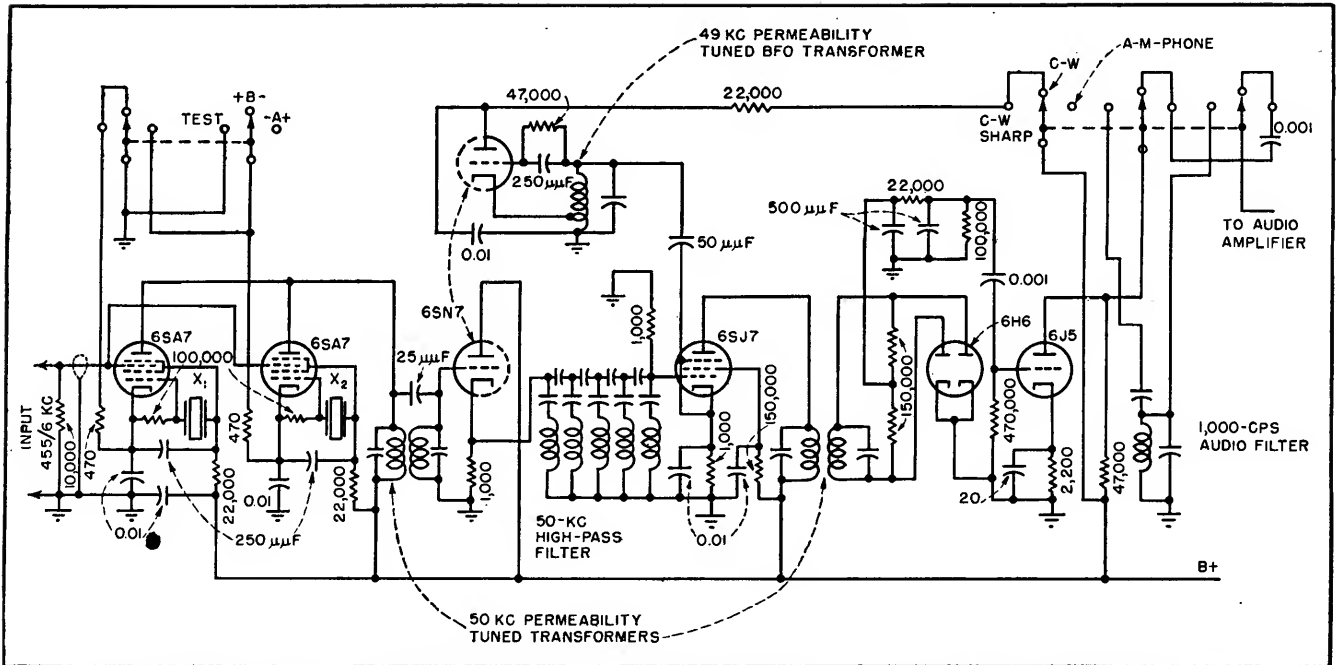 49 KC PERMEABILITY
TUNED BFO TRANSFORMER
A-M-PHONE
C-W
+B-
-A+
TEST
47,000
22,000
C-W
SHARP
0.001
250μμF
22,000
500μμF
100,000
TO AUDIO
AMPLIFIER
50μμF
0.01
0.001
6SN7
1,000
6H6
6SA7
6SA7
6SJ7
6J5
100,000
X1
X2
25μμF
INPUT
455/6 KC
10,000
470
470
150,000
150,000
470,000
1,000-CPS
AUDIO FILTER
22,000
0.01
22,000
1,000
1,000
20
2,200
47,000
0.01
250μμF
50-KC
HIGH-PASS
FILTER
0.01
B+
50 KC PERMEABILITY
TUNED TRANSFORMERS